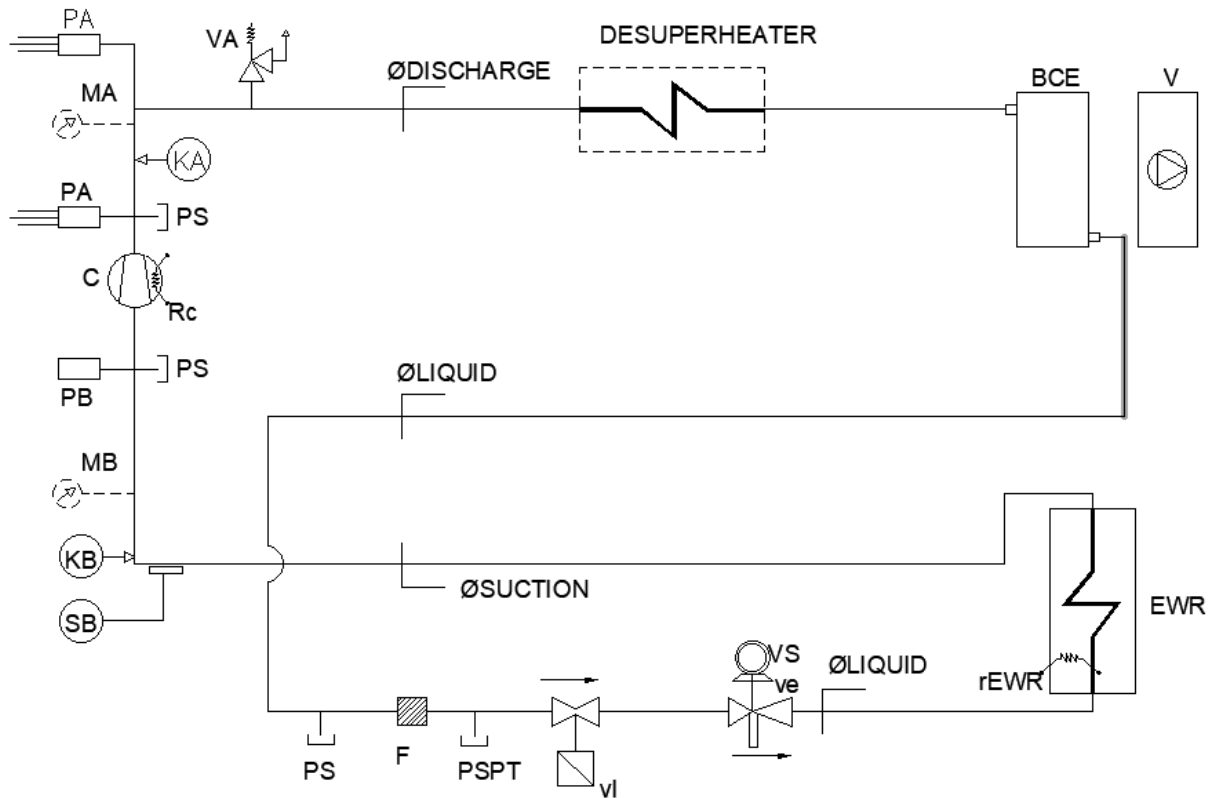 PA
VA
DESUPERHEATER
ØDISCHARGE
BCE
V
MA
KA
PA
PS
C
Rc
PS
PB
ØLIQUID
MB
KB
ØSUCTION
SB
EWR
VS
ve
ØLIQUID
rEWR
PS
F
PSPT
vl